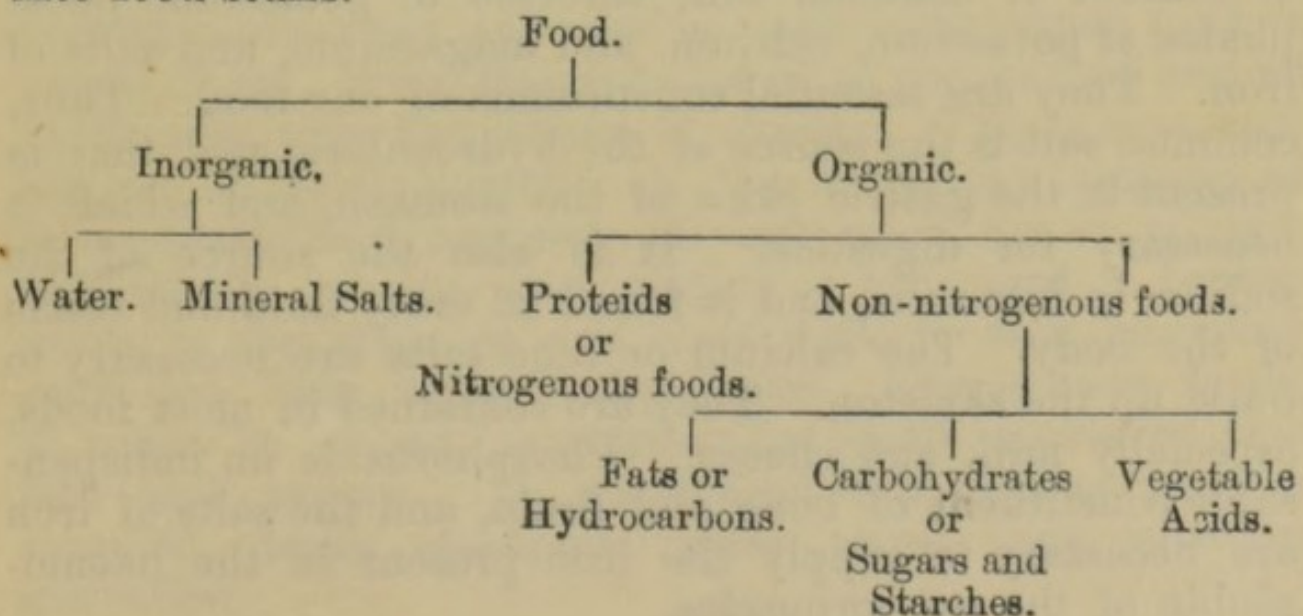 Food.
Inorganic, Organic.
Water. Mineral Salts. Proteids Non-nitrogenous foods.
or
Nitrogenous foods.
Fats or Carbohydrates Vegetable
Hydrocarbons. or Acids.
Sugars and
Starches.